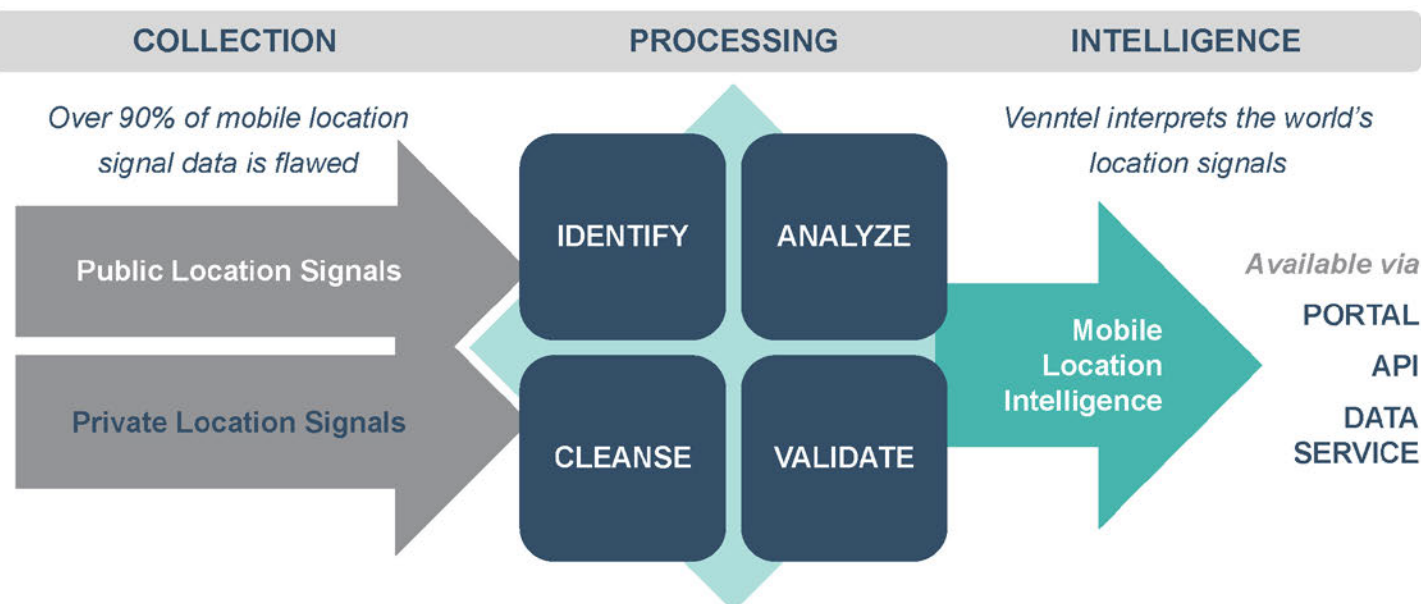 COLLECTION
PROCESSING
INTELLIGENCE
Over 90% of mobile location
signal data is flawed
Public Location Signals
Private Location Signals
IDENTIFY
ANALYZE
CLEANSE
VALIDATE
Venntel interprets the world's
location signals
Mobile
Location
Intelligence
Available via
PORTAL
API
DATA
SERVICE